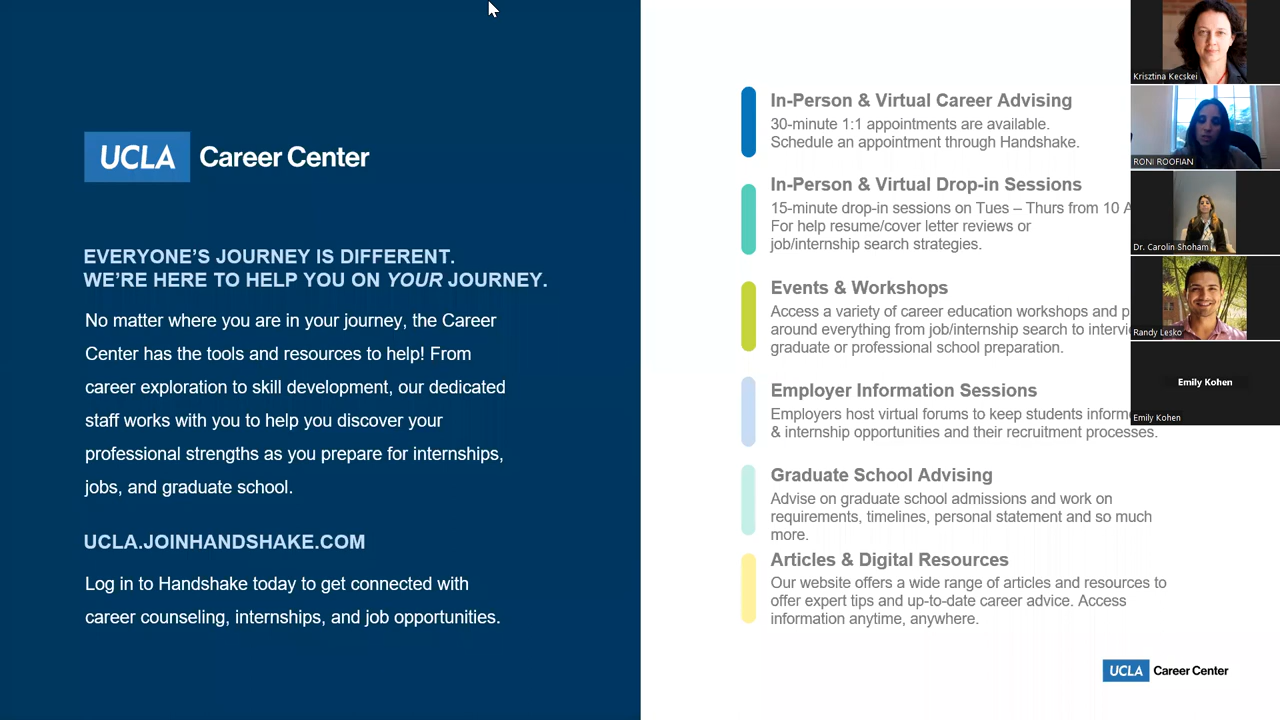 UCLA Career Center
EVERYONE'S JOURNEY IS DIFFERENT.
WE'RE HERE TO HELP YOU ON YOUR JOURNEY.
No matter where you are in your journey, the Career
Center has the tools and resources to help! From
career exploration to skill development, our dedicated
staff works with you to help you discover your
professional strengths as you prepare for internships,
jobs, and graduate school.
UCLA.JOINHANDSHAKE.COM
Log in to Handshake today to get connected with
career counseling, internships, and job opportunities.
In-Person & Virtual Career Advising
30-minute 1:1 appointments are available.
Schedule an appointment through Handshake.
In-Person & Virtual Drop-in Sessions
15-minute drop-in sessions on Tues – Thurs from 10
For help resume/cover letter reviews or
job/internship search strategies.
Events & Workshops
Access a variety of career education workshops and
around everything from job/internship search to
graduate or professional school preparation.
Employer Information Sessions
Employers host virtual forums to keep students
& internship opportunities and their recruitment processes.
Graduate School Advising
Advise on graduate school admissions and work on
requirements, timelines, personal statement and so much
more.
Articles & Digital Resources
Our website offers a wide range of articles and resources to
offer expert tips and up-to-date career advice. Access
information anytime, anywhere.
UCLA Career Center
Krisztina Kecskei
RONI ROOFIAN
Dr. Carolin Shoham
Randy Lesko
Emily Kohen
Emily Kohen